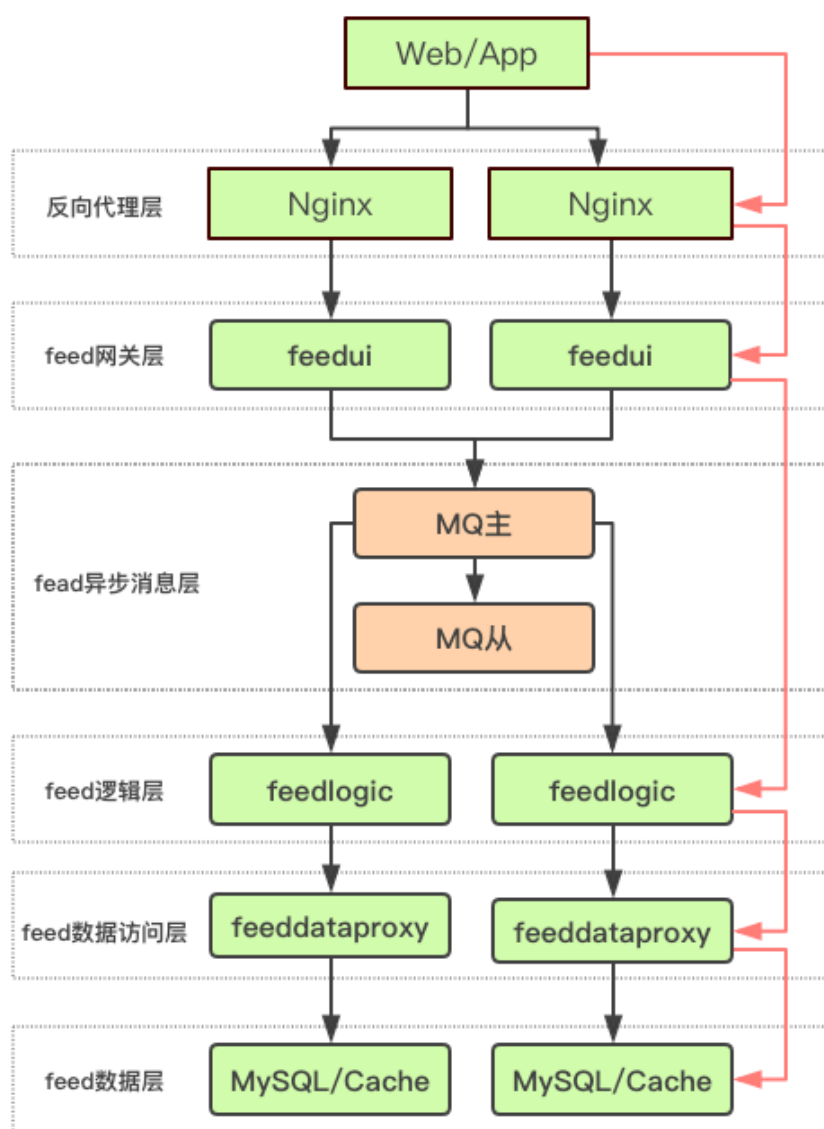 Web/App
反向代理层
Nginx
Nginx
feed网关层
feedui
feedui
MQ主
fead异步消息层
MQ从
feed逻辑层
feedlogic
feedlogic
feed数据访问层
feeddataproxy
feeddataproxy
feed数据层
MySQL/Cache
MySQL/Cache